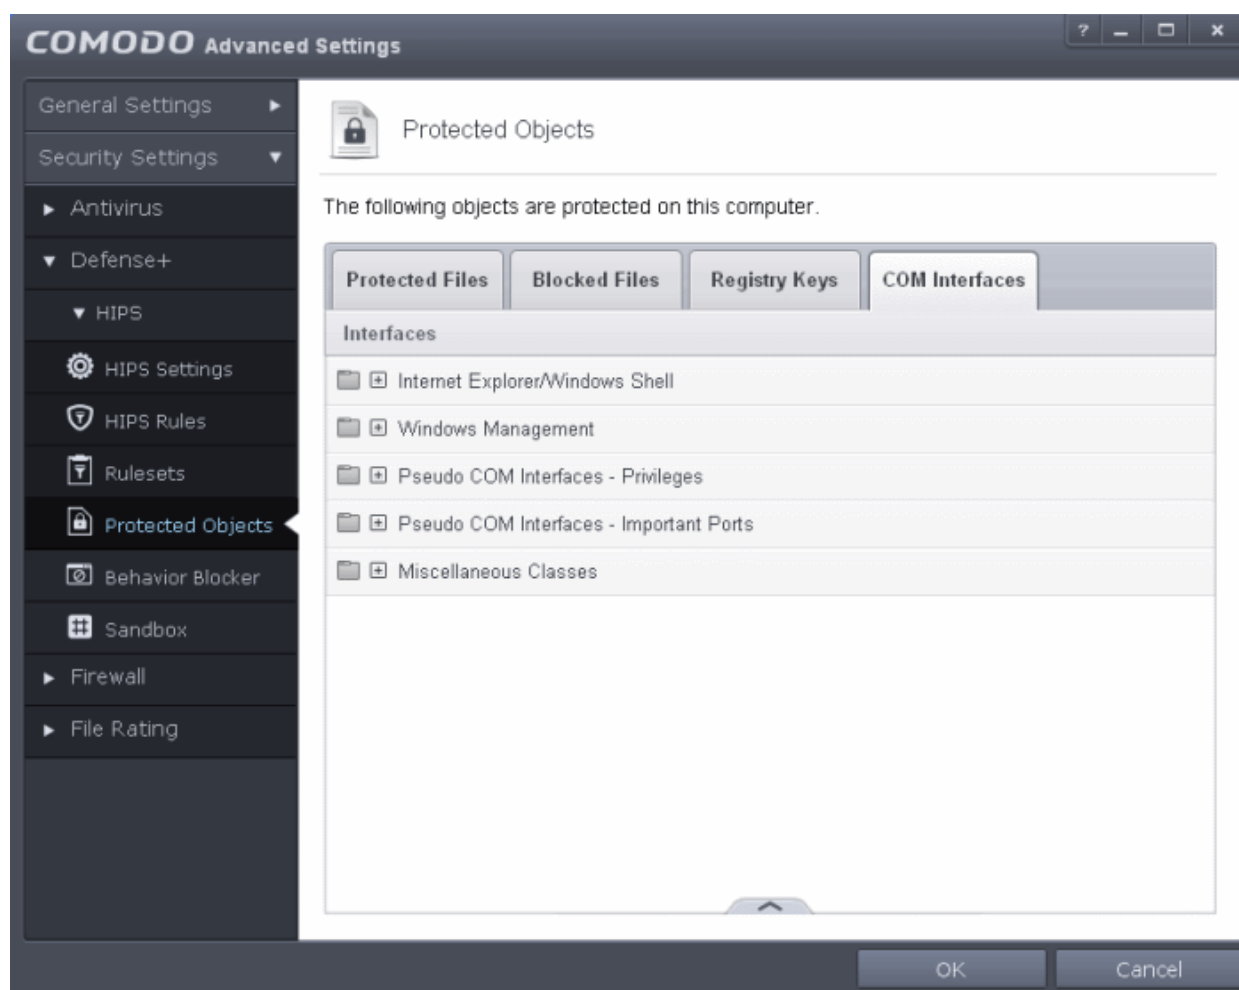 COMODO Advanced Settings
?
General Settings
Security Settings
Antivirus
Defense+
HIPS
HIPS Settings
HIPS Rules
Rulesets
Protected Objects
Behavior Blocker
Sandbox
Firewall
File Rating
Protected Objects
The following objects are protected on this computer.
Protected Files Blocked Files Registry Keys COM Interfaces
Interfaces
Internet Explorer/Windows Shell
Windows Management
Pseudo COM Interfaces - Privileges
Pseudo COM Interfaces - Important Ports
Miscellaneous Classes
OK Cancel